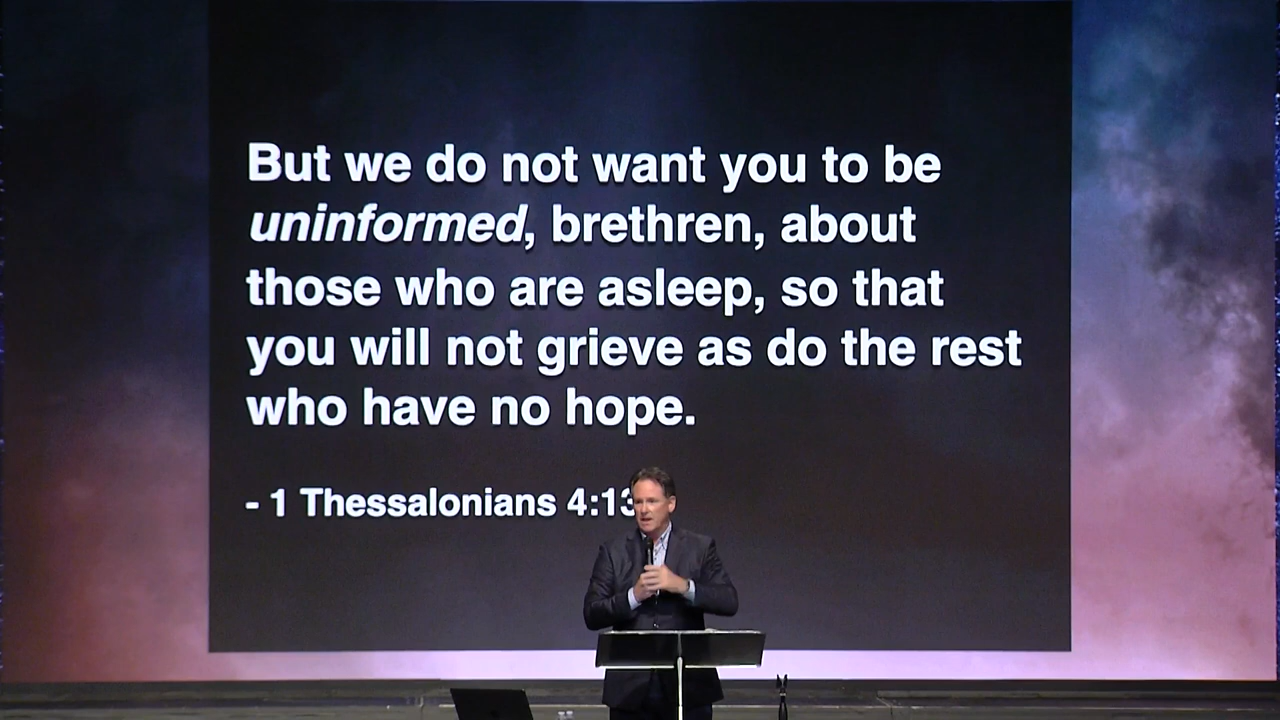 But we do not want you to be
uninformed, brethren, about
those who are asleep, so that
you will not grieve as do the rest
who have no hope.
- 1 Thessalonians 4:13